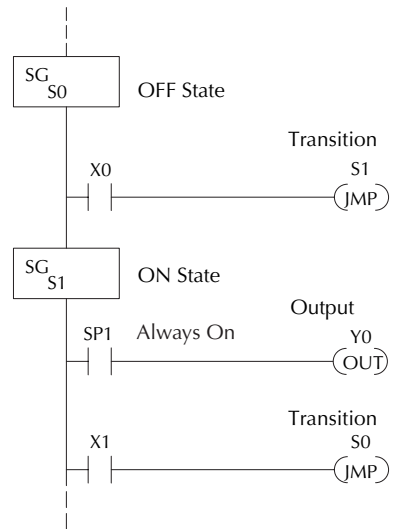 SG
S0
OFF State
Transition
X0
S1
JMP
SG
S1
ON State
Output
SP1
Always On
Y0
OUT
Transition
X1
S0
JMP